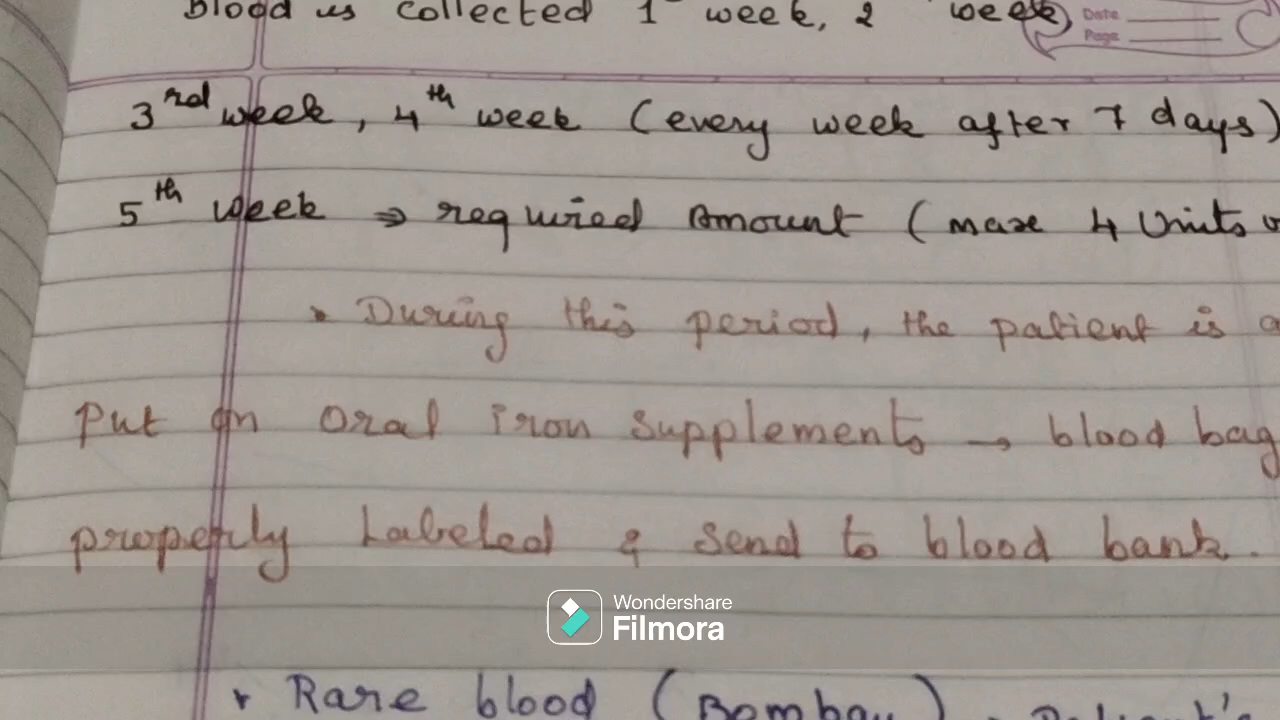 Blood is collected 1 week, 2 week,
Date
Page
3rd week, 4th week (every week after 7 days)
5th week ⇒ required Amount (max 4 Units
• During this period, the patient is
put on oral iron supplements → blood bag
properly Labeled & send to blood bank.
Wondershare
Filmora
• Rare blood (Bombay) - Patient's